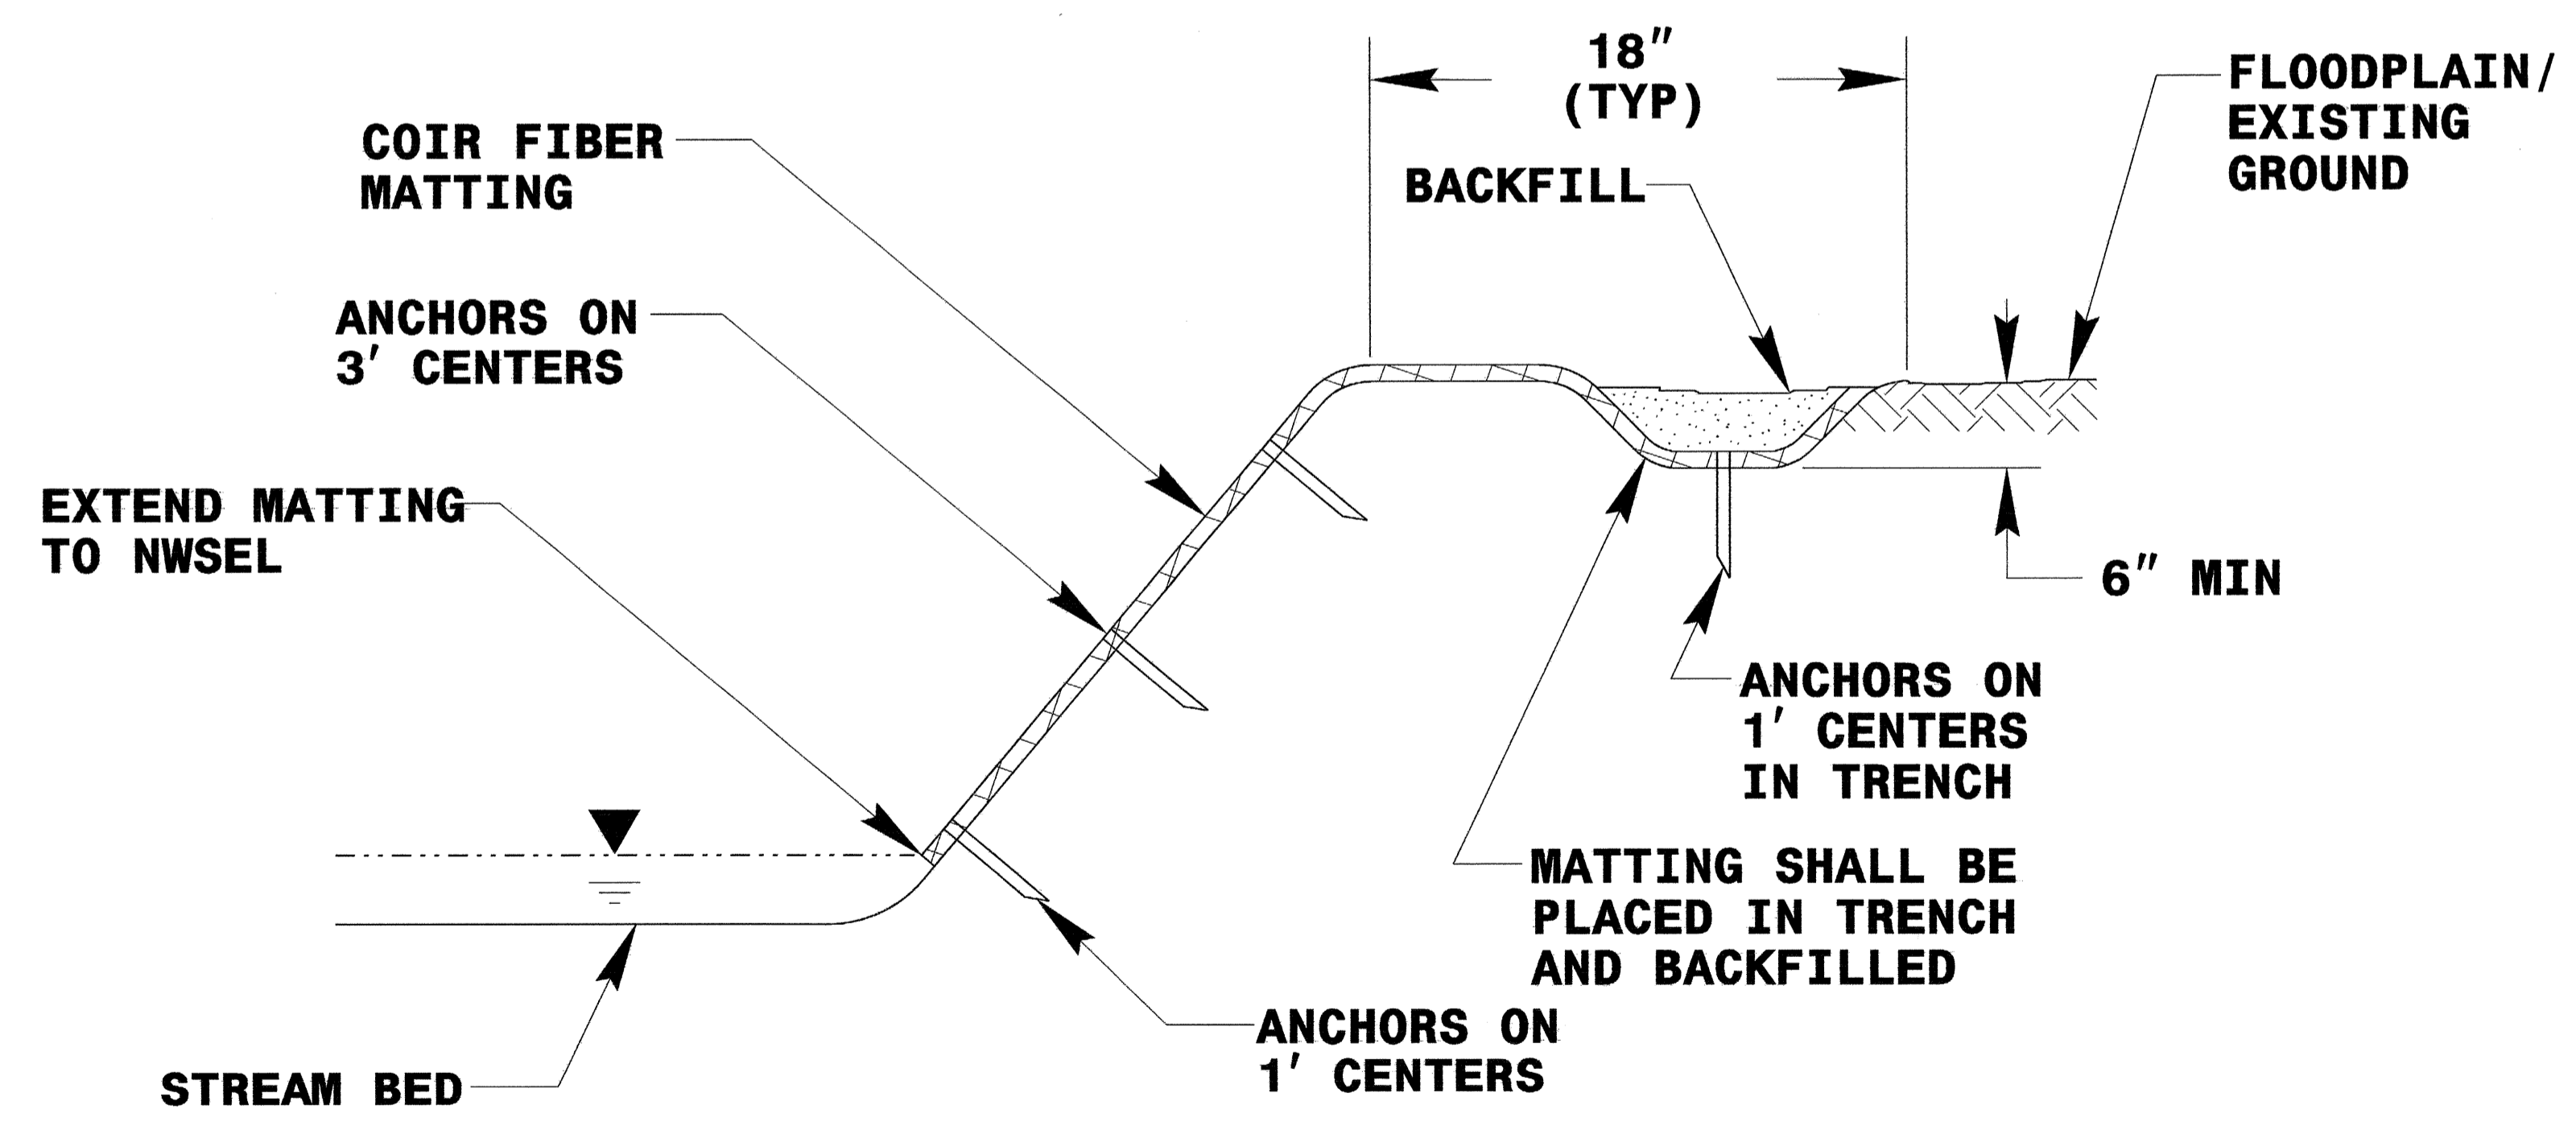 18"
(TYP)
FLOODPLAIN/
EXISTING
GROUND
COIR FIBER
MATTING
BACKFILL
ANCHORS ON
3' CENTERS
EXTEND MATTING
TO NWSEL
6" MIN
ANCHORS ON
1' CENTERS
IN TRENCH
MATTING SHALL BE
PLACED IN TRENCH
AND BACKFILLED
ANCHORS ON
1' CENTERS
STREAM BED